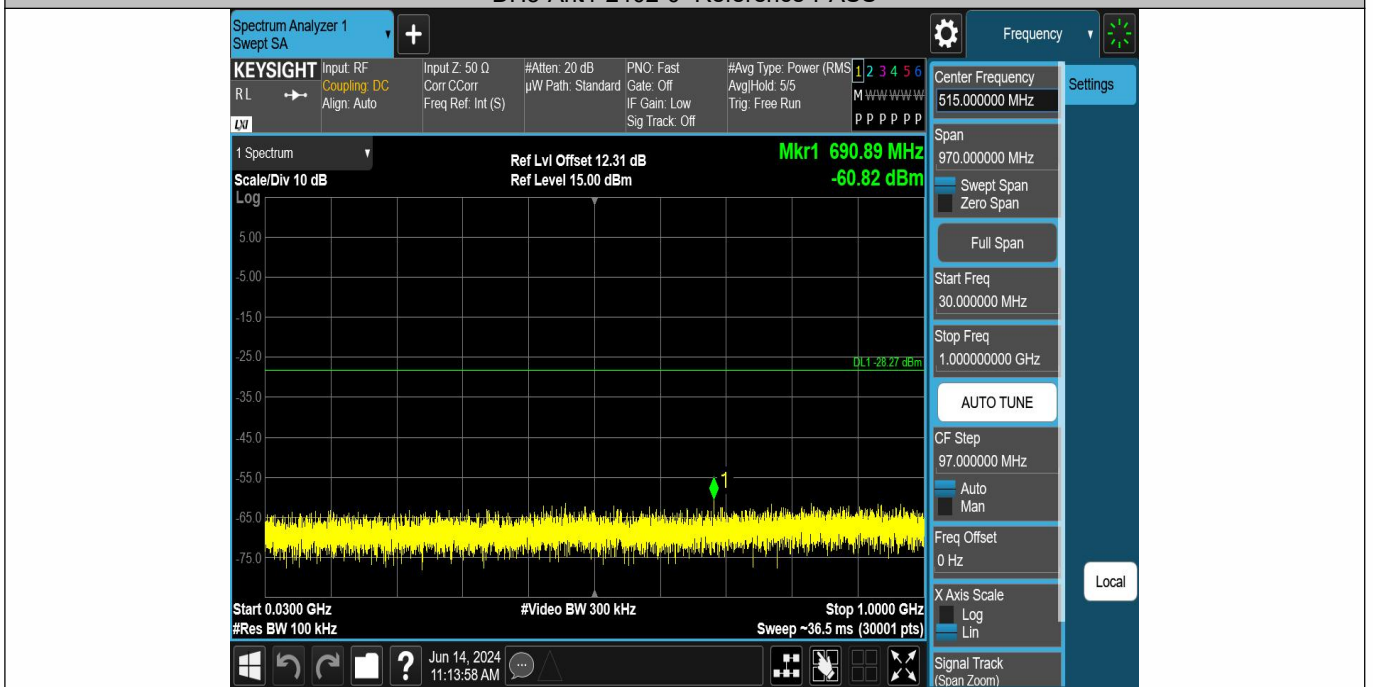 Spectrum Analyzer 1
Swept SA
Frequency
KEYSIGHT
RL
LXI
Input: RF
Coupling: DC
Align: Auto
Input Z: 50 Ω
Corr CCorr
Freq Ref: Int (S)
#Atten: 20 dB
µW Path: Standard
PNO: Fast
Gate: Off
IF Gain: Low
Sig Track: Off
#Avg Type: Power (RMS
Avg|Hold: 5/5
Trig: Free Run
1 2 3 4 5 6
M W W W W W
P P P P P P
1 Spectrum
Scale/Div 10 dB
Log
Ref Lvl Offset 12.31 dB
Ref Level 15.00 dBm
Mkr1 690.89 MHz
-60.82 dBm
5.00
-5.00
-15.0
-25.0
DL1 -28.27 dBm
-35.0
-45.0
-55.0
1
-65.0
-75.0
Start 0.0300 GHz
#Res BW 100 kHz
#Video BW 300 kHz
Stop 1.0000 GHz
Sweep ~36.5 ms (30001 pts)
Jun 14, 2024
11:13:58 AM
Center Frequency
515.000000 MHz
Settings
Span
970.000000 MHz
Swept Span
Zero Span
Full Span
Start Freq
30.000000 MHz
Stop Freq
1.000000000 GHz
AUTO TUNE
CF Step
97.000000 MHz
Auto
Man
Freq Offset
0 Hz
Local
X Axis Scale
Log
Lin
Signal Track
(Span Zoom)